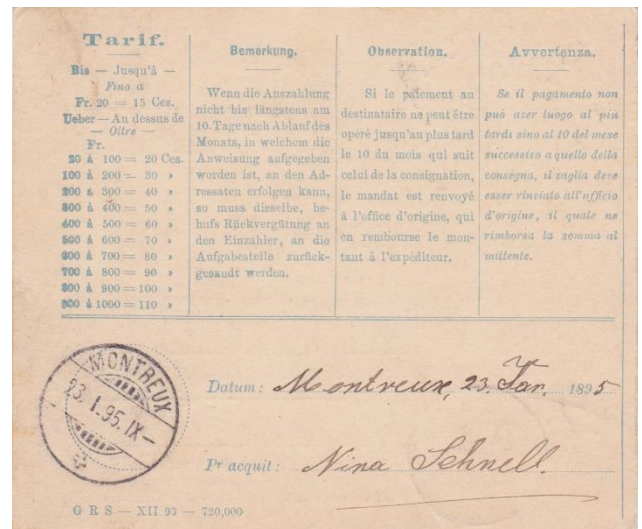 Tarif.
Bis — Jusqu'à —
Fino a
Fr. 20 = 15 Ces.
Ueber — Au dessus de
— Oltre —
Fr.
20 à 100 = 20 Ces.
100 à 200 = 30 »
200 à 300 = 40 »
300 à 400 = 50 »
400 à 500 = 60 »
500 à 600 = 70 »
600 à 700 = 80 »
700 à 800 = 90 »
800 à 900 = 100 »
900 à 1000 = 110 »
Bemerkung.
Wenn die Auszahlung
nicht bis längstens am
10. Tage nach Ablauf des
Monats, in welchem die
Anweisung aufgegeben
worden ist, an den Ad-
ressaten erfolgen kann,
so muss dieselbe, be-
hufs Rückvergütung an
den Einzahler, an die
Aufgabestelle zurück-
gesandt werden.
Observation.
Si le paiement au
destinataire ne peut être
opéré jusqu'au plus tard
le 10 du mois qui suit
celui de la consignation,
le mandat est renvoyé
à l'office d'origine, qui
en rembourse le mon-
tant à l'expéditeur.
Avvertenza.
Se il pagamento non
può aver luogo al più
tardi sino al 10 del mese
successivo a quello della
consegna, il vaglia deve
esser rinviato all'ufficio
d'origine, il quale ne
rimborsa la somma al
mittente.
MONTREUX
23. I. 95. IX—
Datum: Montreux, 23. Jan. 1895
Pr acquit: Nina Schnell.
G R S — XII 93 — 720,000